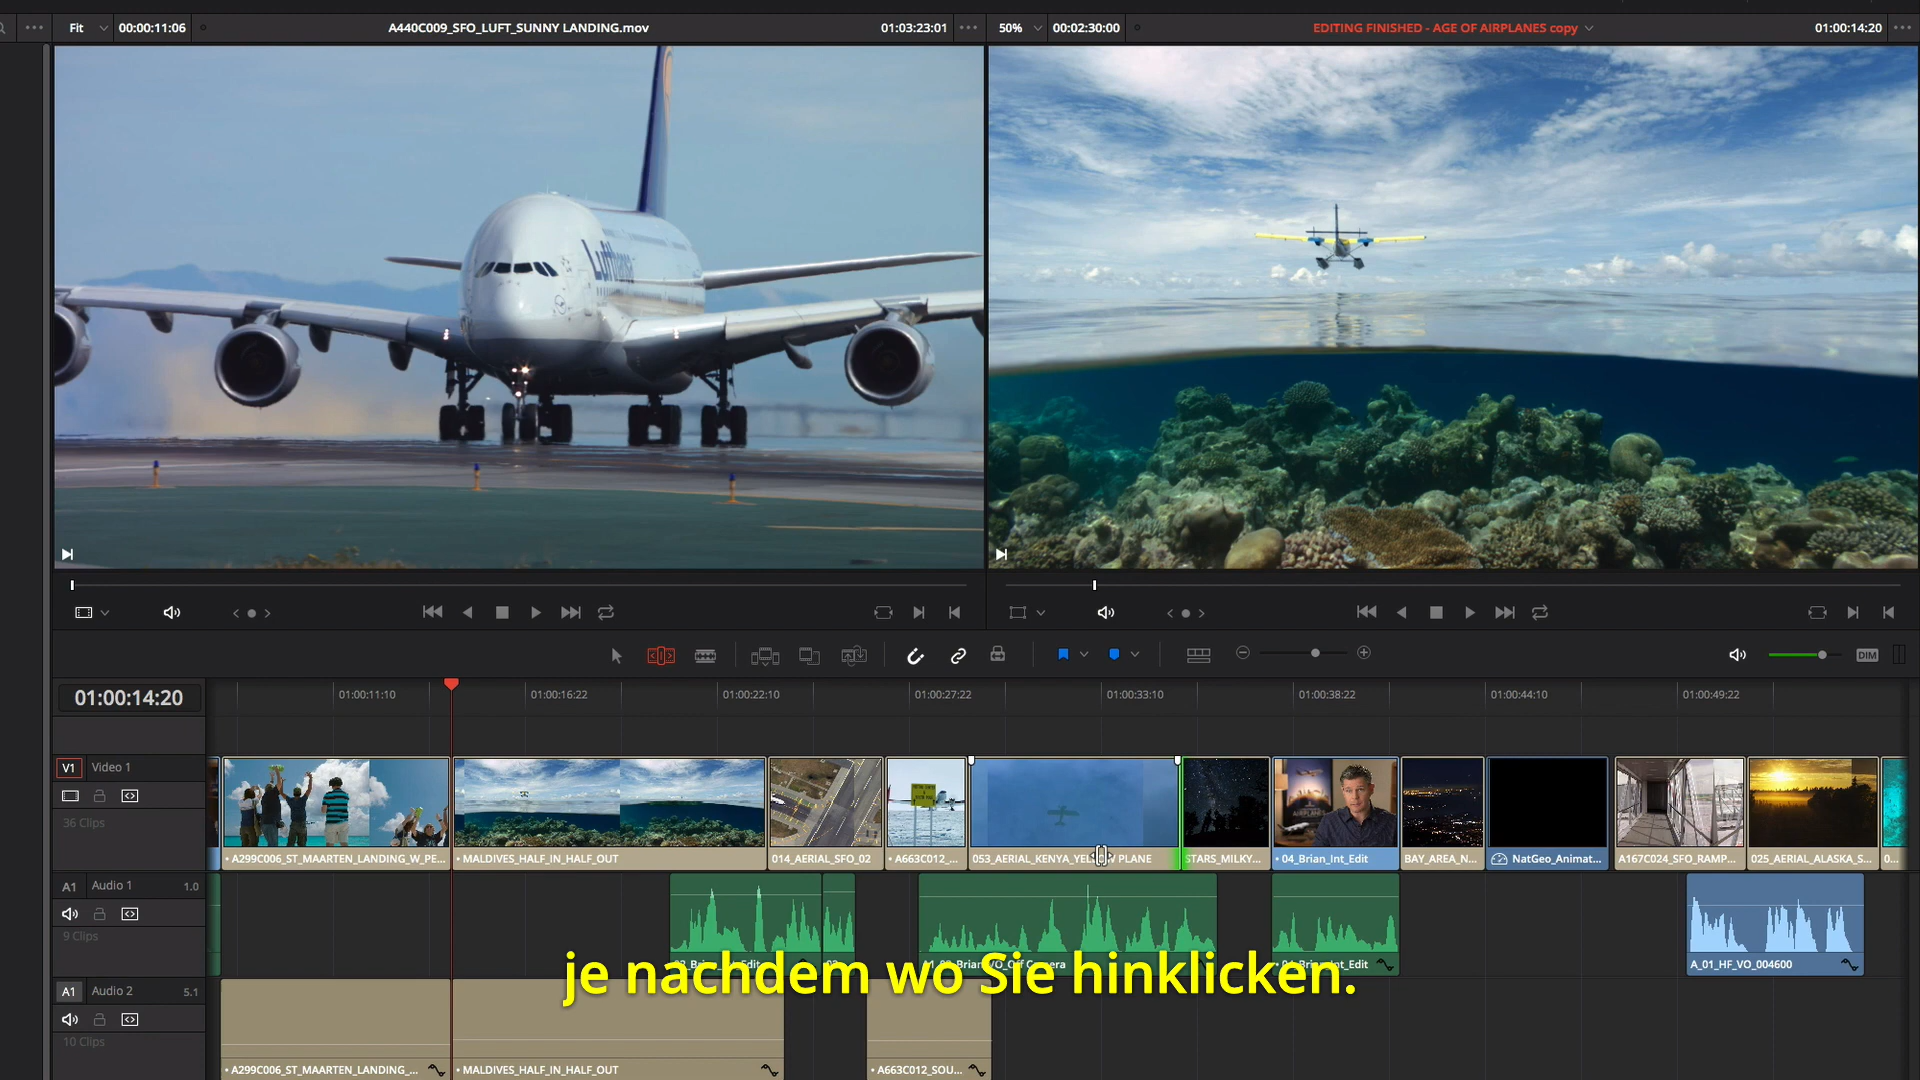 Fit 00:00:11:06 A440C009_SFO_LUFT_SUNNY LANDING.mov 01:03:23:01 50% 00:02:30:00 EDITING FINISHED - AGE OF AIRPLANES copy 01:00:14:20
Lufthansa
DIM
01:00:14:20 01:00:11:10 01:00:16:22 01:00:22:10 01:00:27:22 01:00:33:10 01:00:38:22 01:00:44:10 01:00:49:22
V1 Video 1
36 Clips
• A299C006_ST_MAARTEN_LANDING_W_PE... • MALDIVES_HALF_IN_HALF_OUT 014_AERIAL_SFO_02 • A663C012_... 053_AERIAL_KENYA_YELLOW PLANE STARS_MILKY... • 04_Brian_Int_Edit BAY_AREA_N... NatGeo_Animat... A167C024_SFO_RAMP... 025_AERIAL_ALASKA_S... 0...
A1 Audio 1 1.0
9 Clips
A_01_HF_VO_004600
je nachdem wo Sie hinklicken.
A1 Audio 2 5.1
10 Clips
• A299C006_ST_MAARTEN_LANDING_... • MALDIVES_HALF_IN_HALF_OUT • A663C012_SOU...